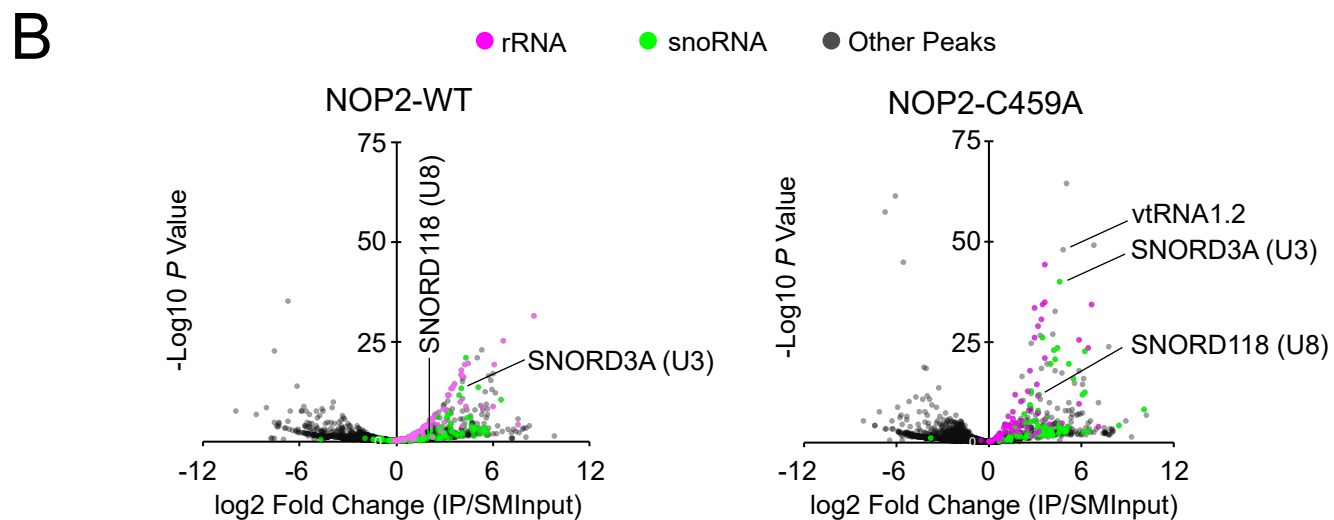 B
rRNA snoRNA Other Peaks
NOP2-WT
-Log10 P Value
75
50
25
SNORD118 (U8)
SNORD3A (U3)
0
-12 -6 0 6 12
log2 Fold Change (IP/SMInput)
NOP2-C459A
-Log10 P Value
75
50
25
vtRNA1.2
SNORD3A (U3)
SNORD118 (U8)
0
-12 -6 0 6 12
log2 Fold Change (IP/SMInput)